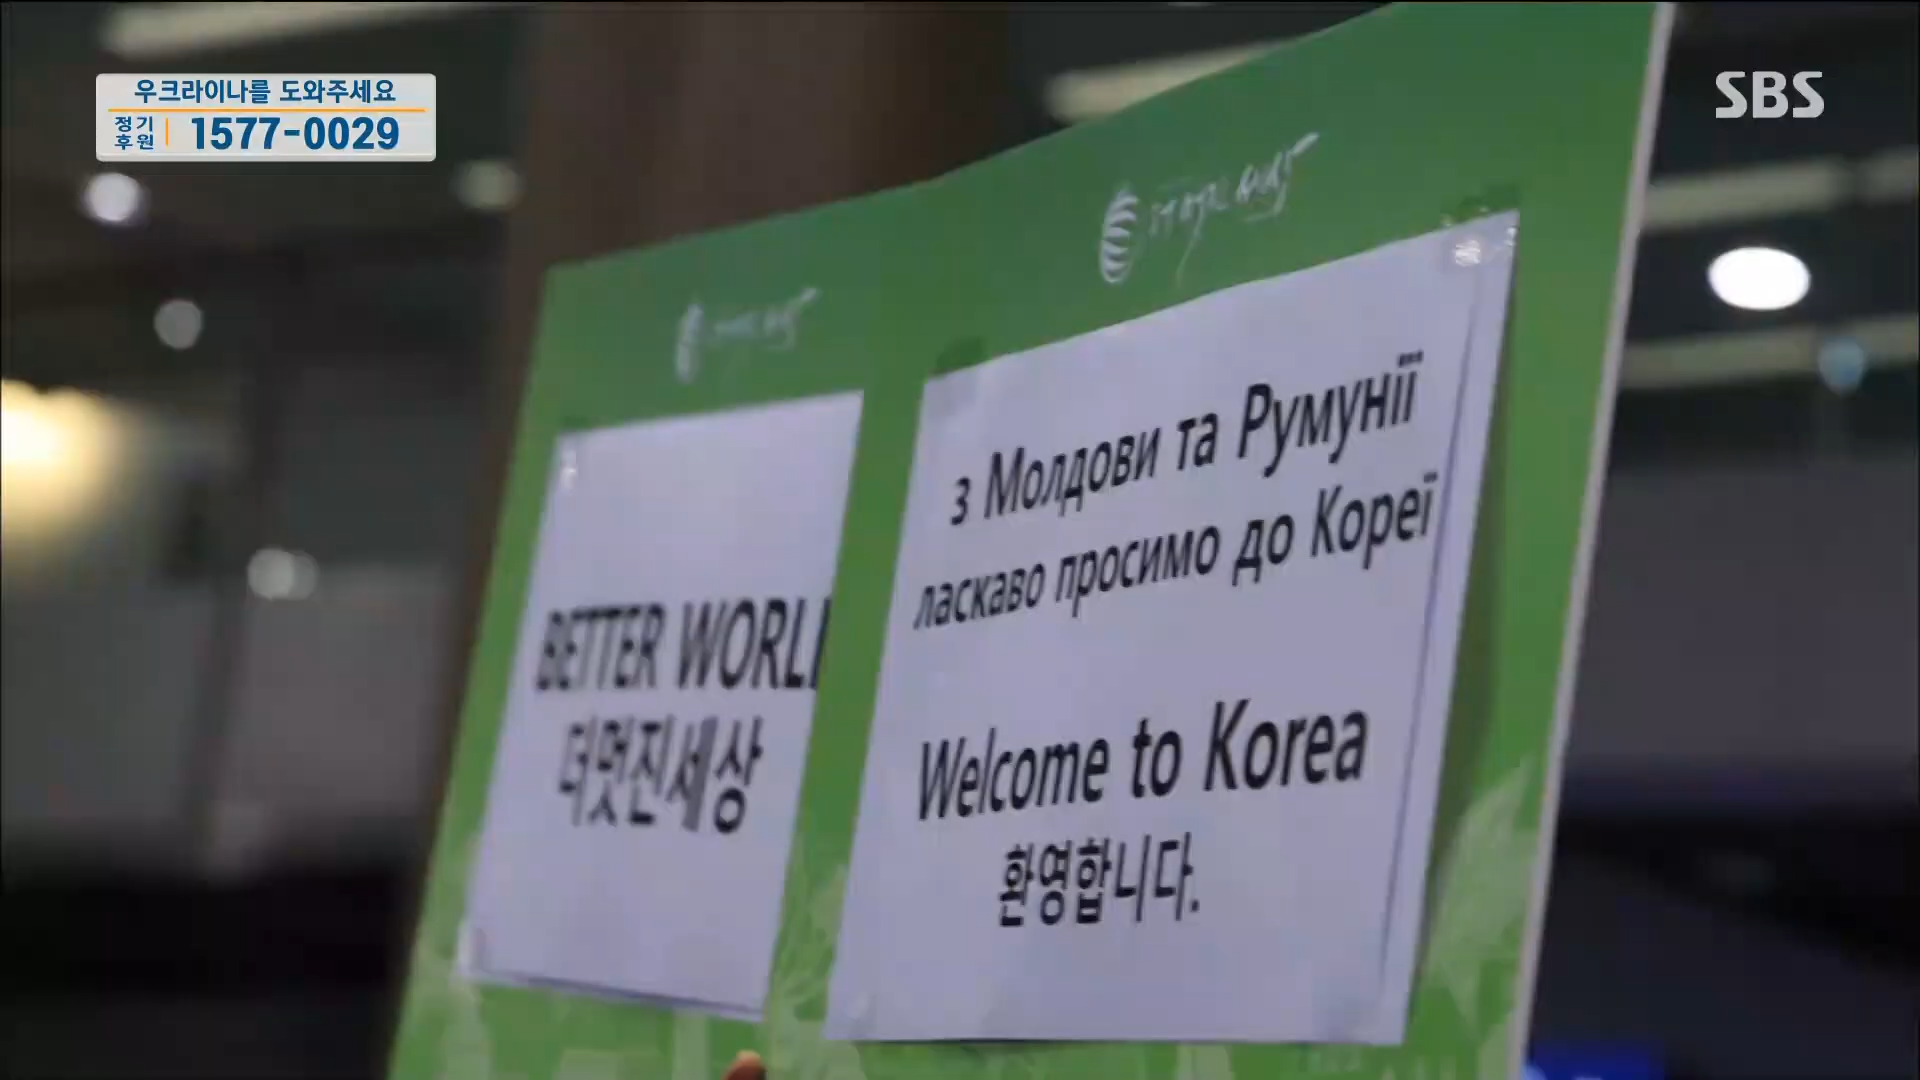 우크라이나를 도와주세요
정기
후원
1577-0029
SBS
BETTER WORL
더멋진세상
з Молдови та Румунії
ласкаво просимо до Кореї
Welcome to Korea
환영합니다.